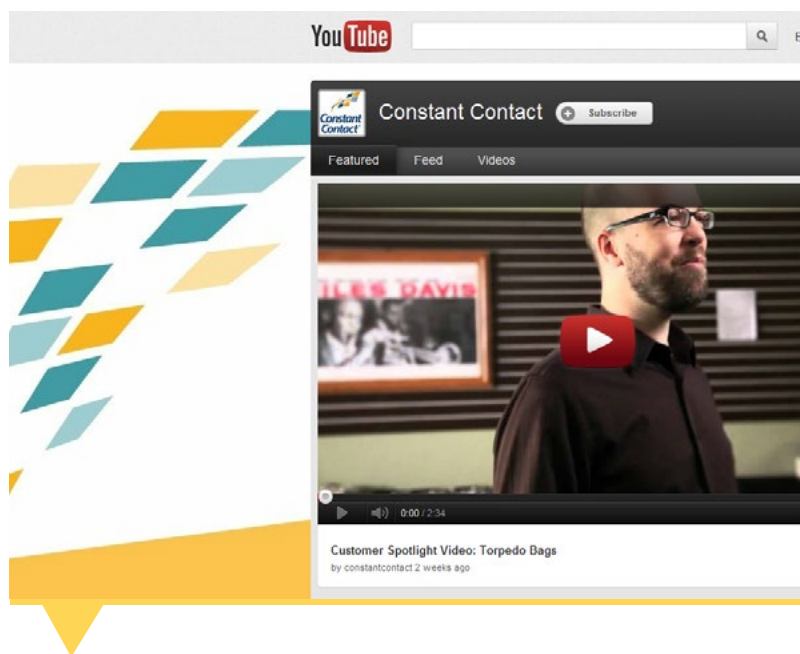 YouTube
Constant
Contact
Constant Contact
Subscribe
Featured
Feed
Videos
ILES DAVIS
0:00 / 2:34
Customer Spotlight Video: Torpedo Bags
by constantcontact 2 weeks ago